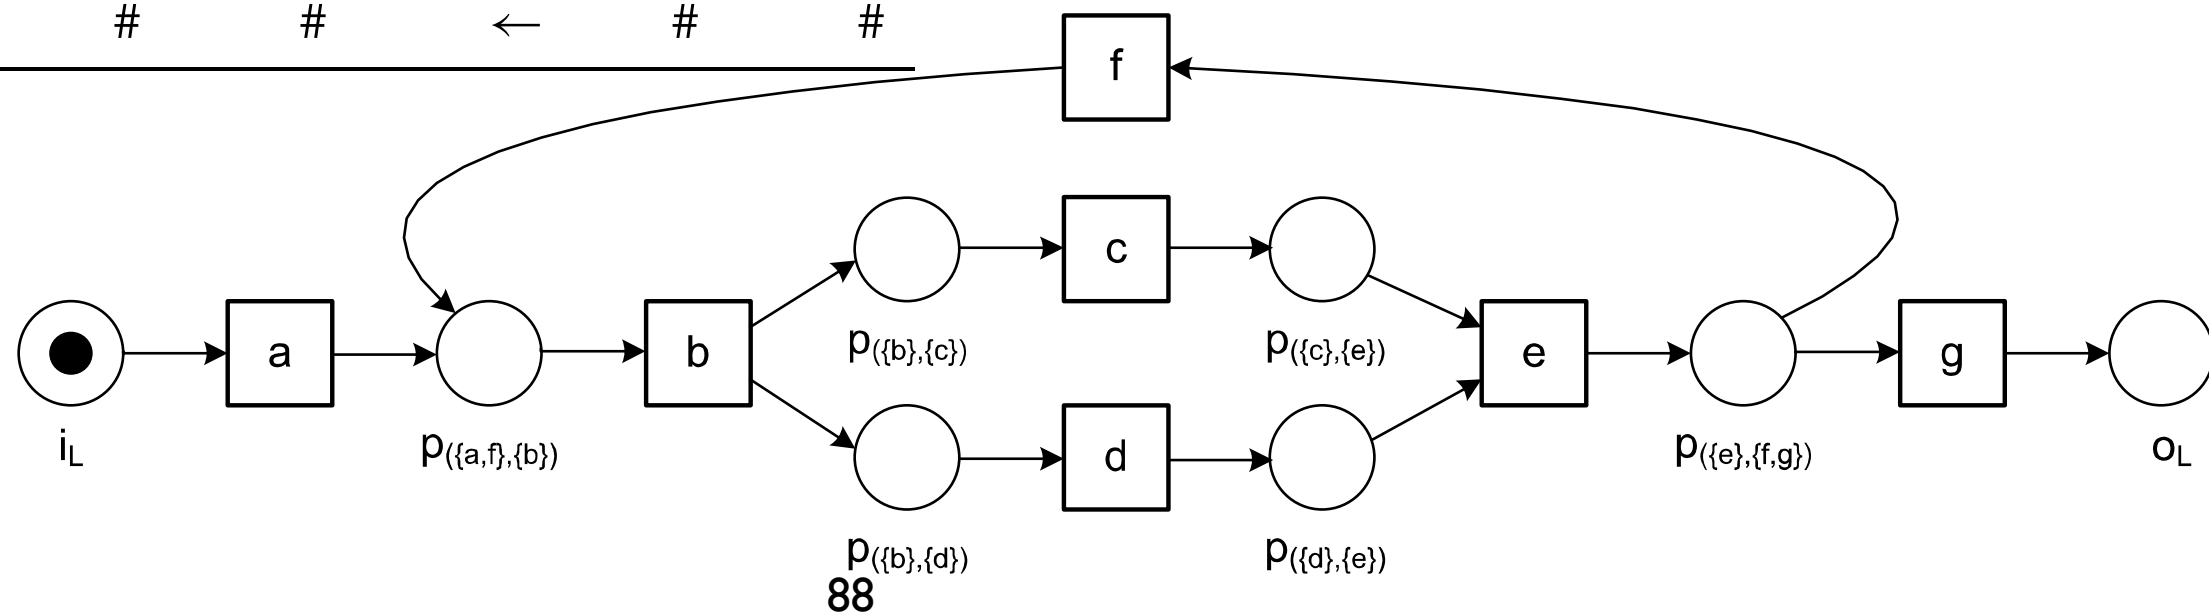 # # ← # #
f
c
p({b},{c}) p({c},{e})
a b e g
iL p({a,f},{b}) p({e},{f,g}) oL
d
p({b},{d}) p({d},{e})
88